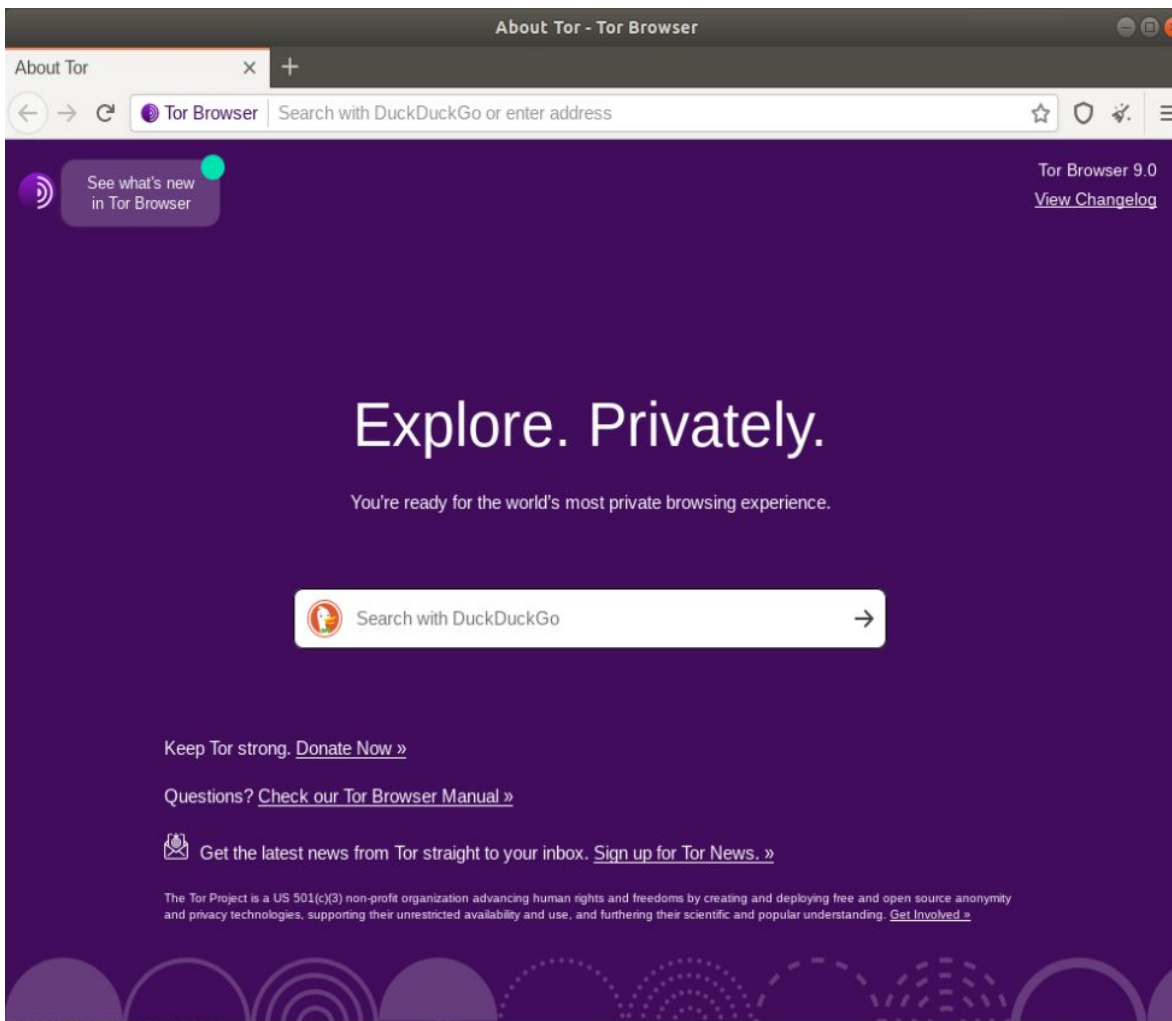 About Tor - Tor Browser
About Tor
Tor Browser
Search with DuckDuckGo or enter address
See what's new
in Tor Browser
Tor Browser 9.0
View Changelog
Explore. Privately.
You’re ready for the world’s most private browsing experience.
Search with DuckDuckGo
Keep Tor strong. Donate Now »
Questions? Check our Tor Browser Manual »
Get the latest news from Tor straight to your inbox. Sign up for Tor News. »
The Tor Project is a US 501(c)(3) non-profit organization advancing human rights and freedoms by creating and deploying free and open source anonymity
and privacy technologies, supporting their unrestricted availability and use, and furthering their scientific and popular understanding. Get Involved »